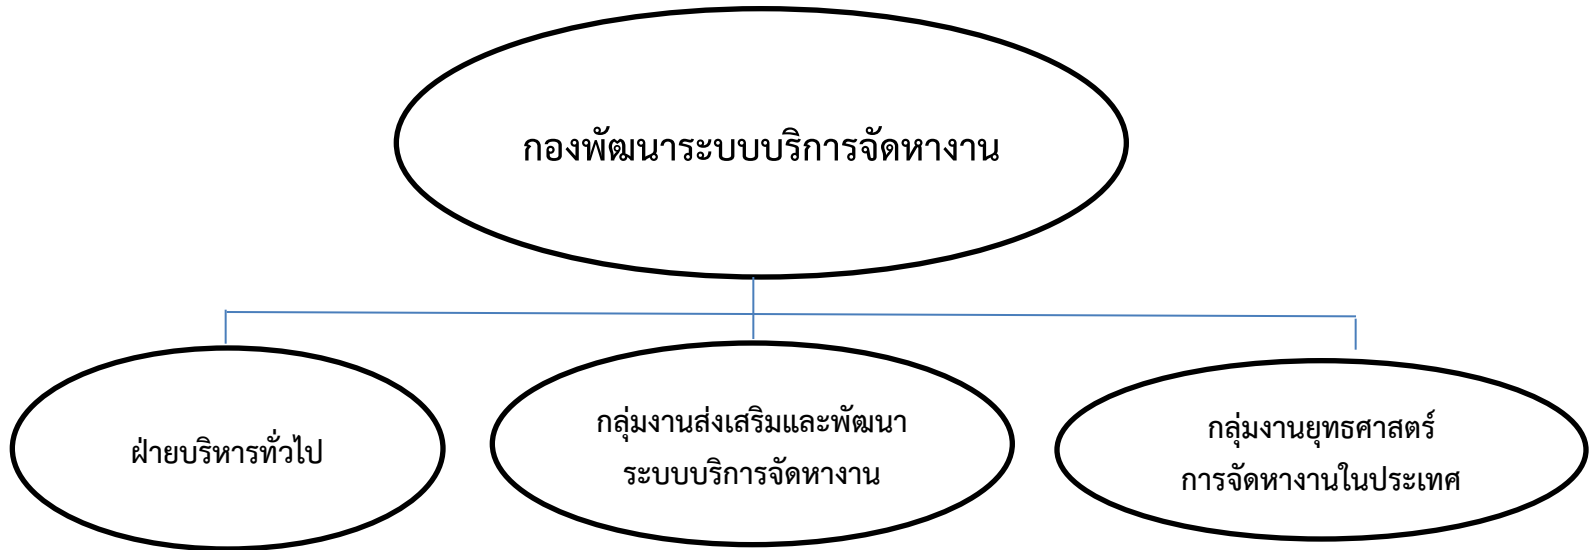 กองพัฒนาระบบบริการจัดหางาน
ฝ่ายบริหารทั่วไป
กลุ่มงานส่งเสริมและพัฒนา
ระบบบริการจัดหางาน
กลุ่มงานยุทธศาสตร์
การจัดหางานในประเทศ